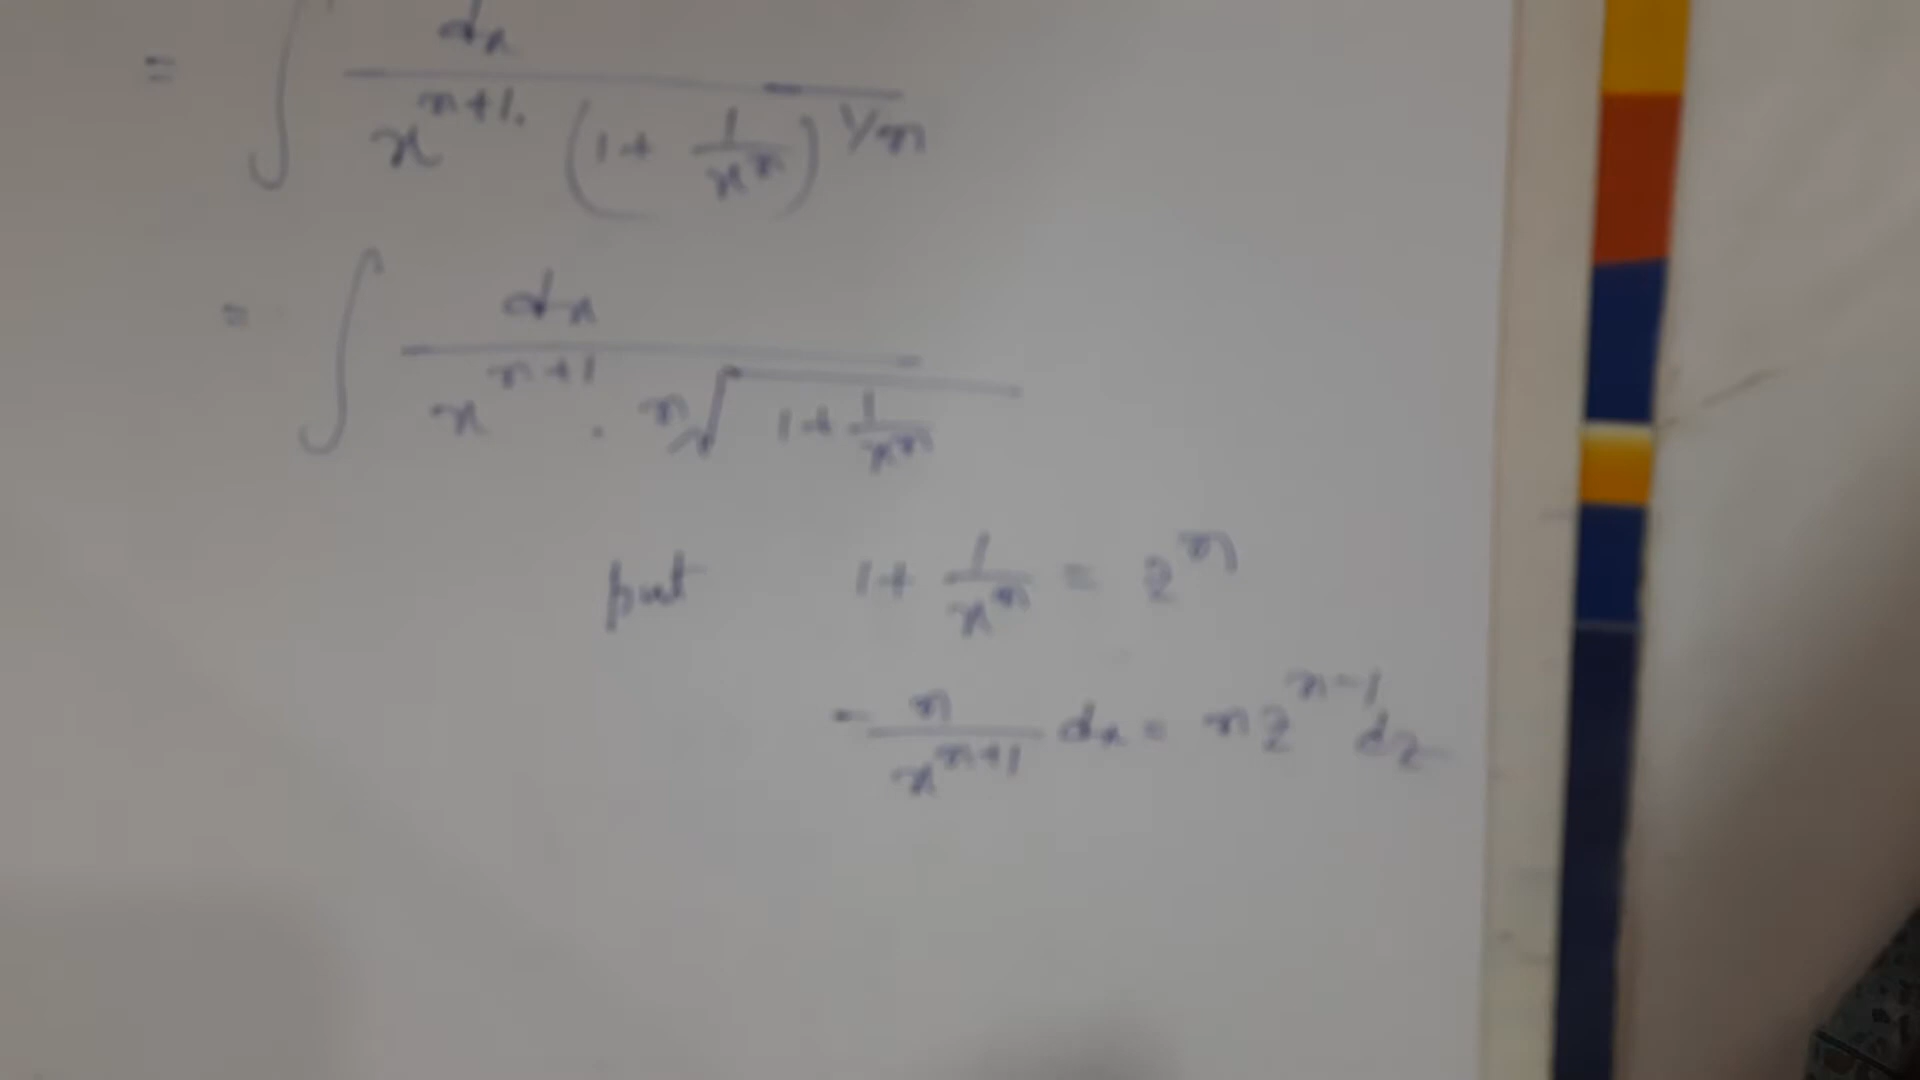 = ∫ dx / x^{n+1} . (1 + 1/x^n)^{1/n}
= ∫ dx / x^{n+1} . ⁿ√(1 + 1/x^n)
put 1 + 1/x^n = z^n
- n/x^{n+1} dx = n z^{n-1} dz